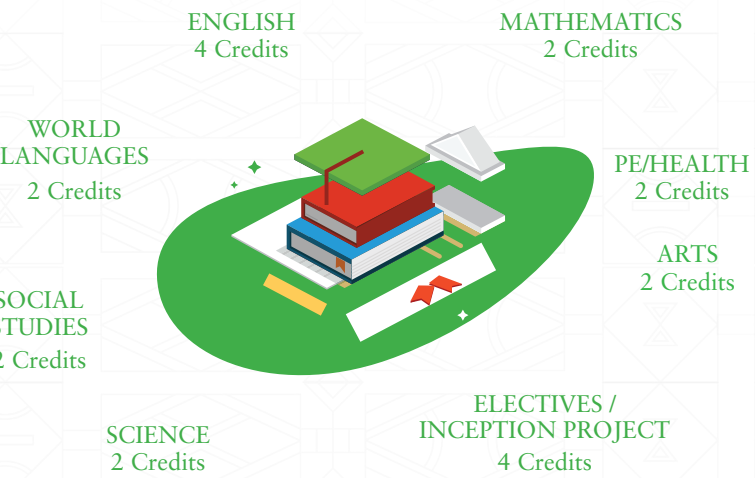 ENGLISH
4 Credits
MATHEMATICS
2 Credits
WORLD
LANGUAGES
2 Credits
PE/HEALTH
2 Credits
ARTS
2 Credits
SOCIAL
STUDIES
2 Credits
ELECTIVES /
INCEPTION PROJECT
4 Credits
SCIENCE
2 Credits